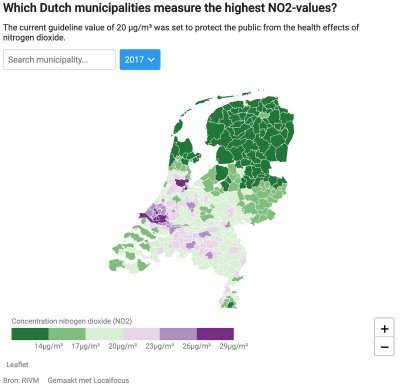 Which Dutch municipalities measure the highest NO2-values?
The current guideline value of 20 µg/m³ was set to protect the public from the health effects of
nitrogen dioxide.
Search municipality...
2017
Concentration nitrogen dioxide (NO2)
14µg/m³ 17µg/m³ 20µg/m³ 23µg/m³ 26µg/m³ 29µg/m³
+
−
Leaflet
Bron: RIVM Gemaakt met Localfocus